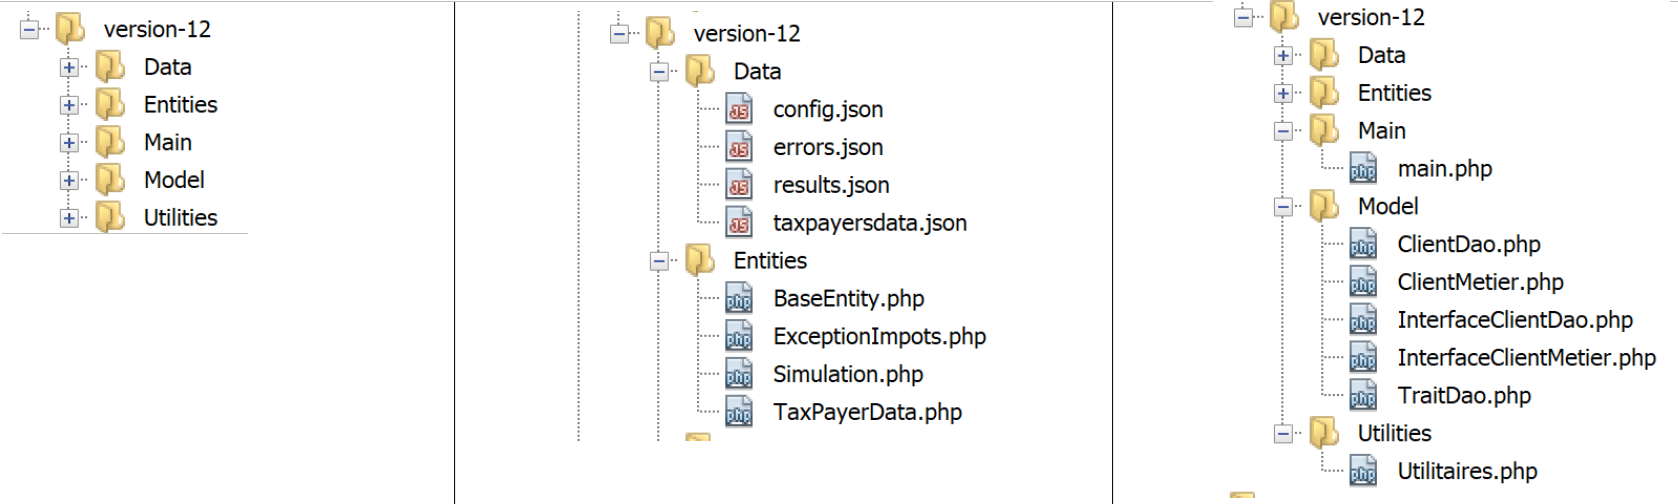 version-12
Data
Entities
Main
Model
Utilities
version-12
Data
config.json
errors.json
results.json
taxpayersdata.json
Entities
BaseEntity.php
ExceptionImpots.php
Simulation.php
TaxPayerData.php
version-12
Data
Entities
Main
main.php
Model
ClientDao.php
ClientMetier.php
InterfaceClientDao.php
InterfaceClientMetier.php
TraitDao.php
Utilities
Utilitaires.php